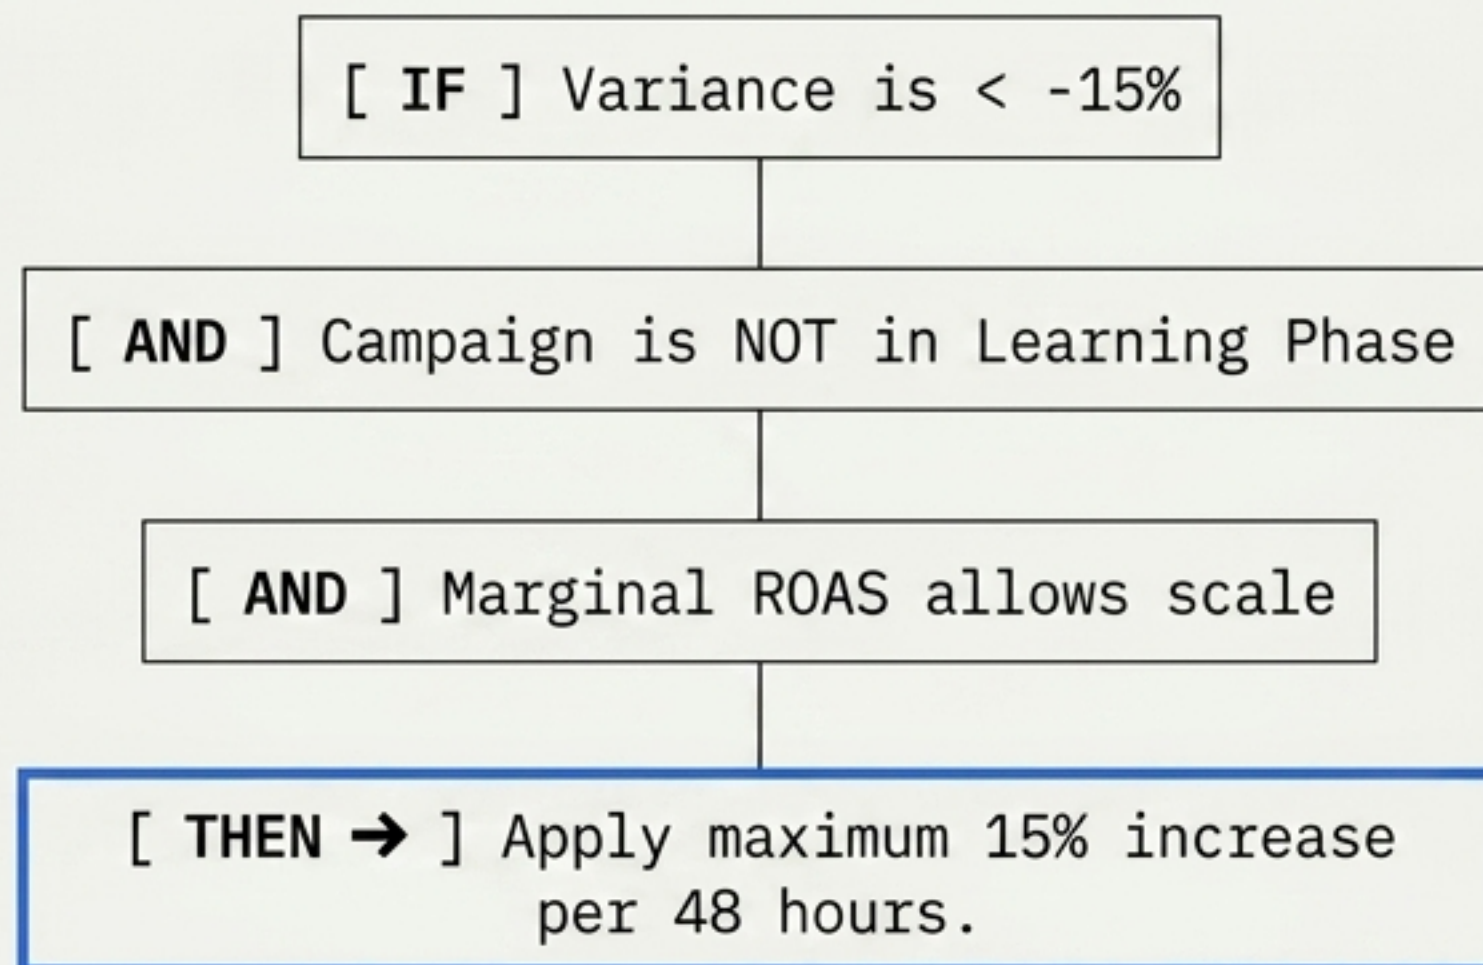 [ IF ] Variance is < -15%
[ AND ] Campaign is NOT in Learning Phase
[ AND ] Marginal ROAS allows scale
[ THEN ➔ ] Apply maximum 15% increase
per 48 hours.